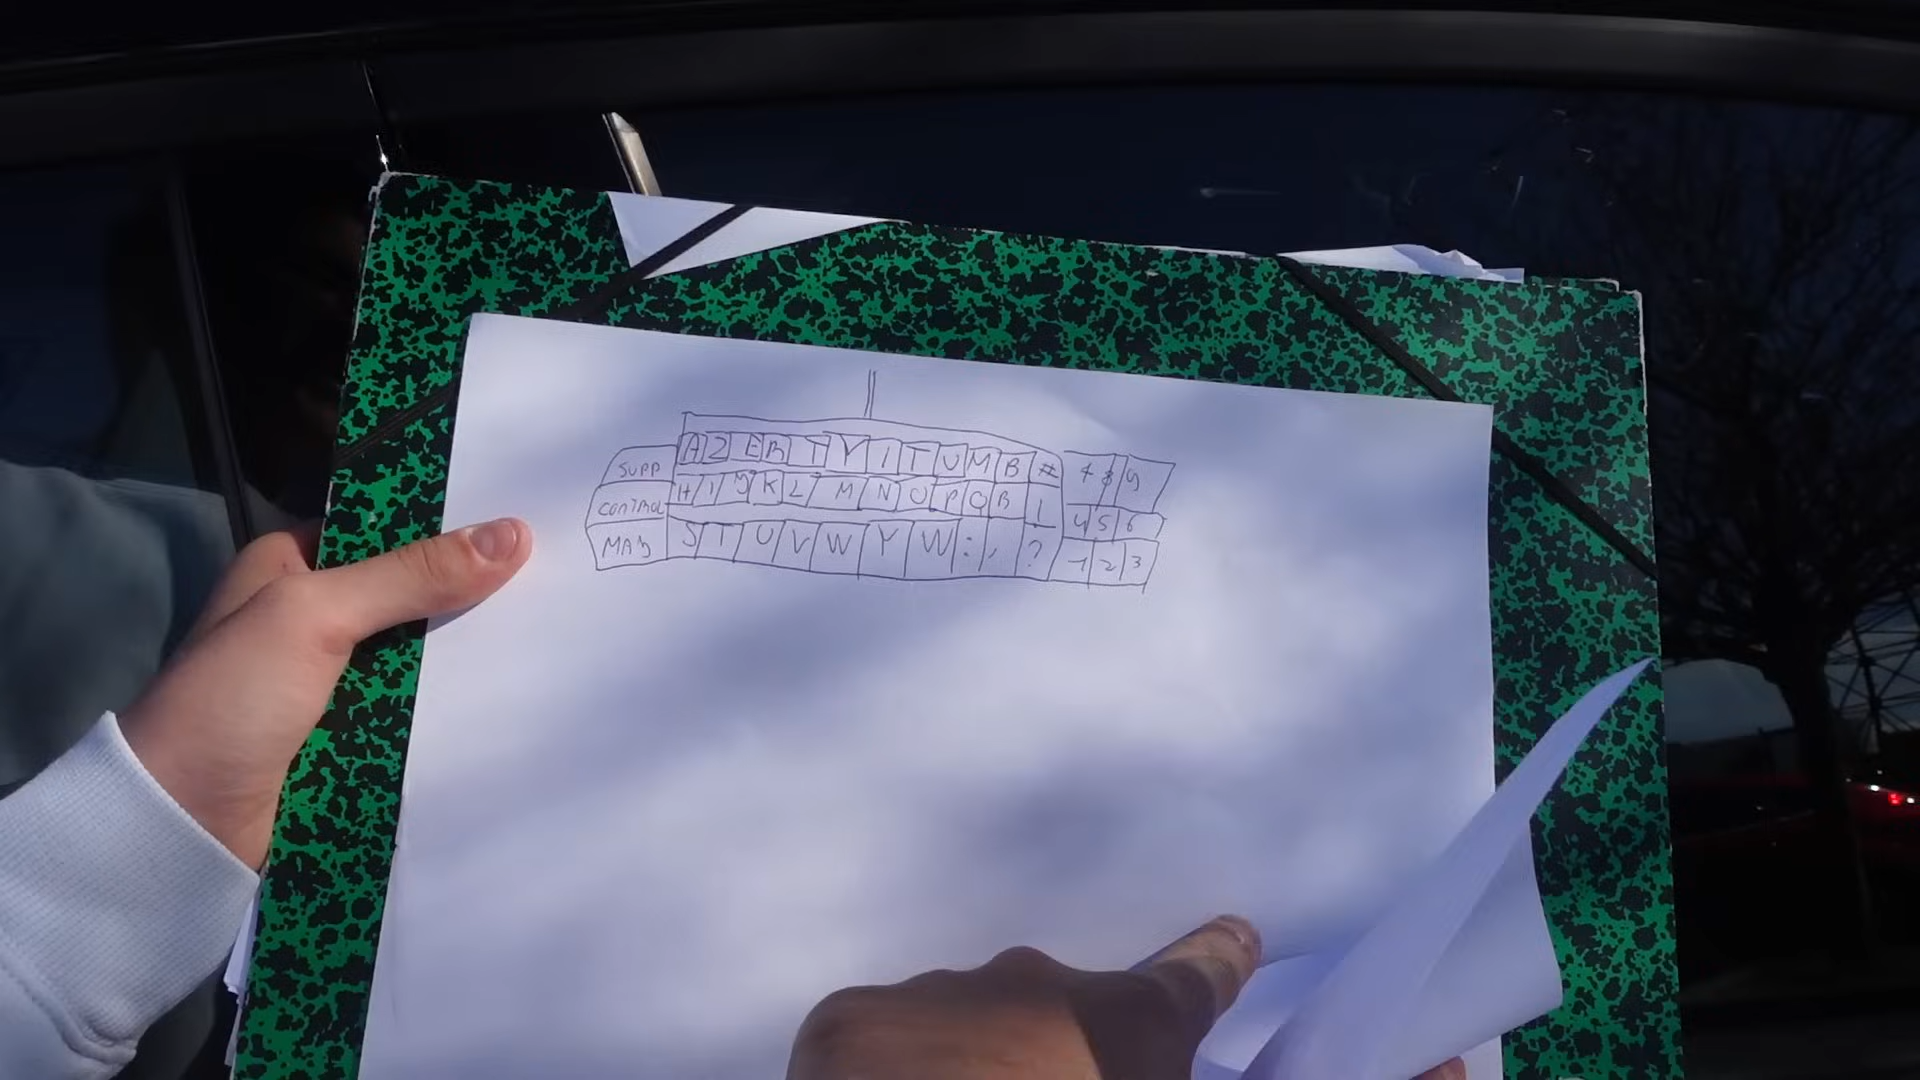 SUPP A Z E R T Y I T U M B # 7 8 9
CONTROL H I J K L M N O P Q R ! 4 5 6
MAJ S T U V W Y W : , ? 1 2 3